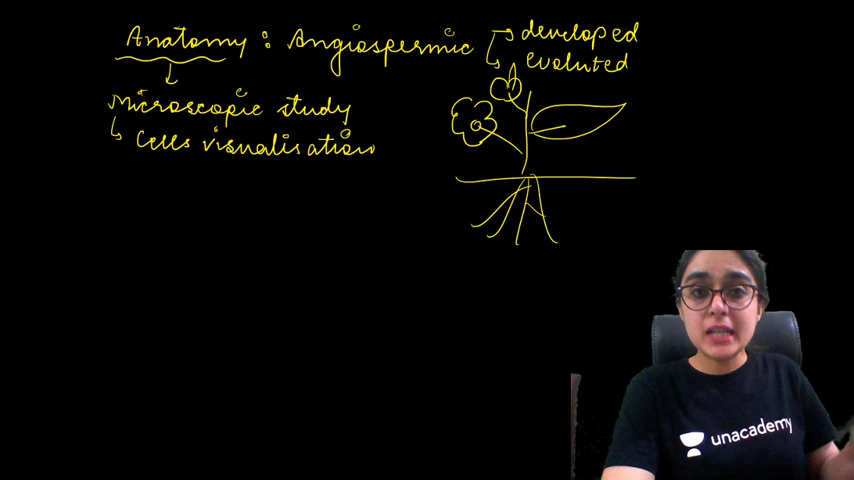 Anatomy : Angiospermic
developed
evoluted
Microscopic study
Cells visualisation
unacademy